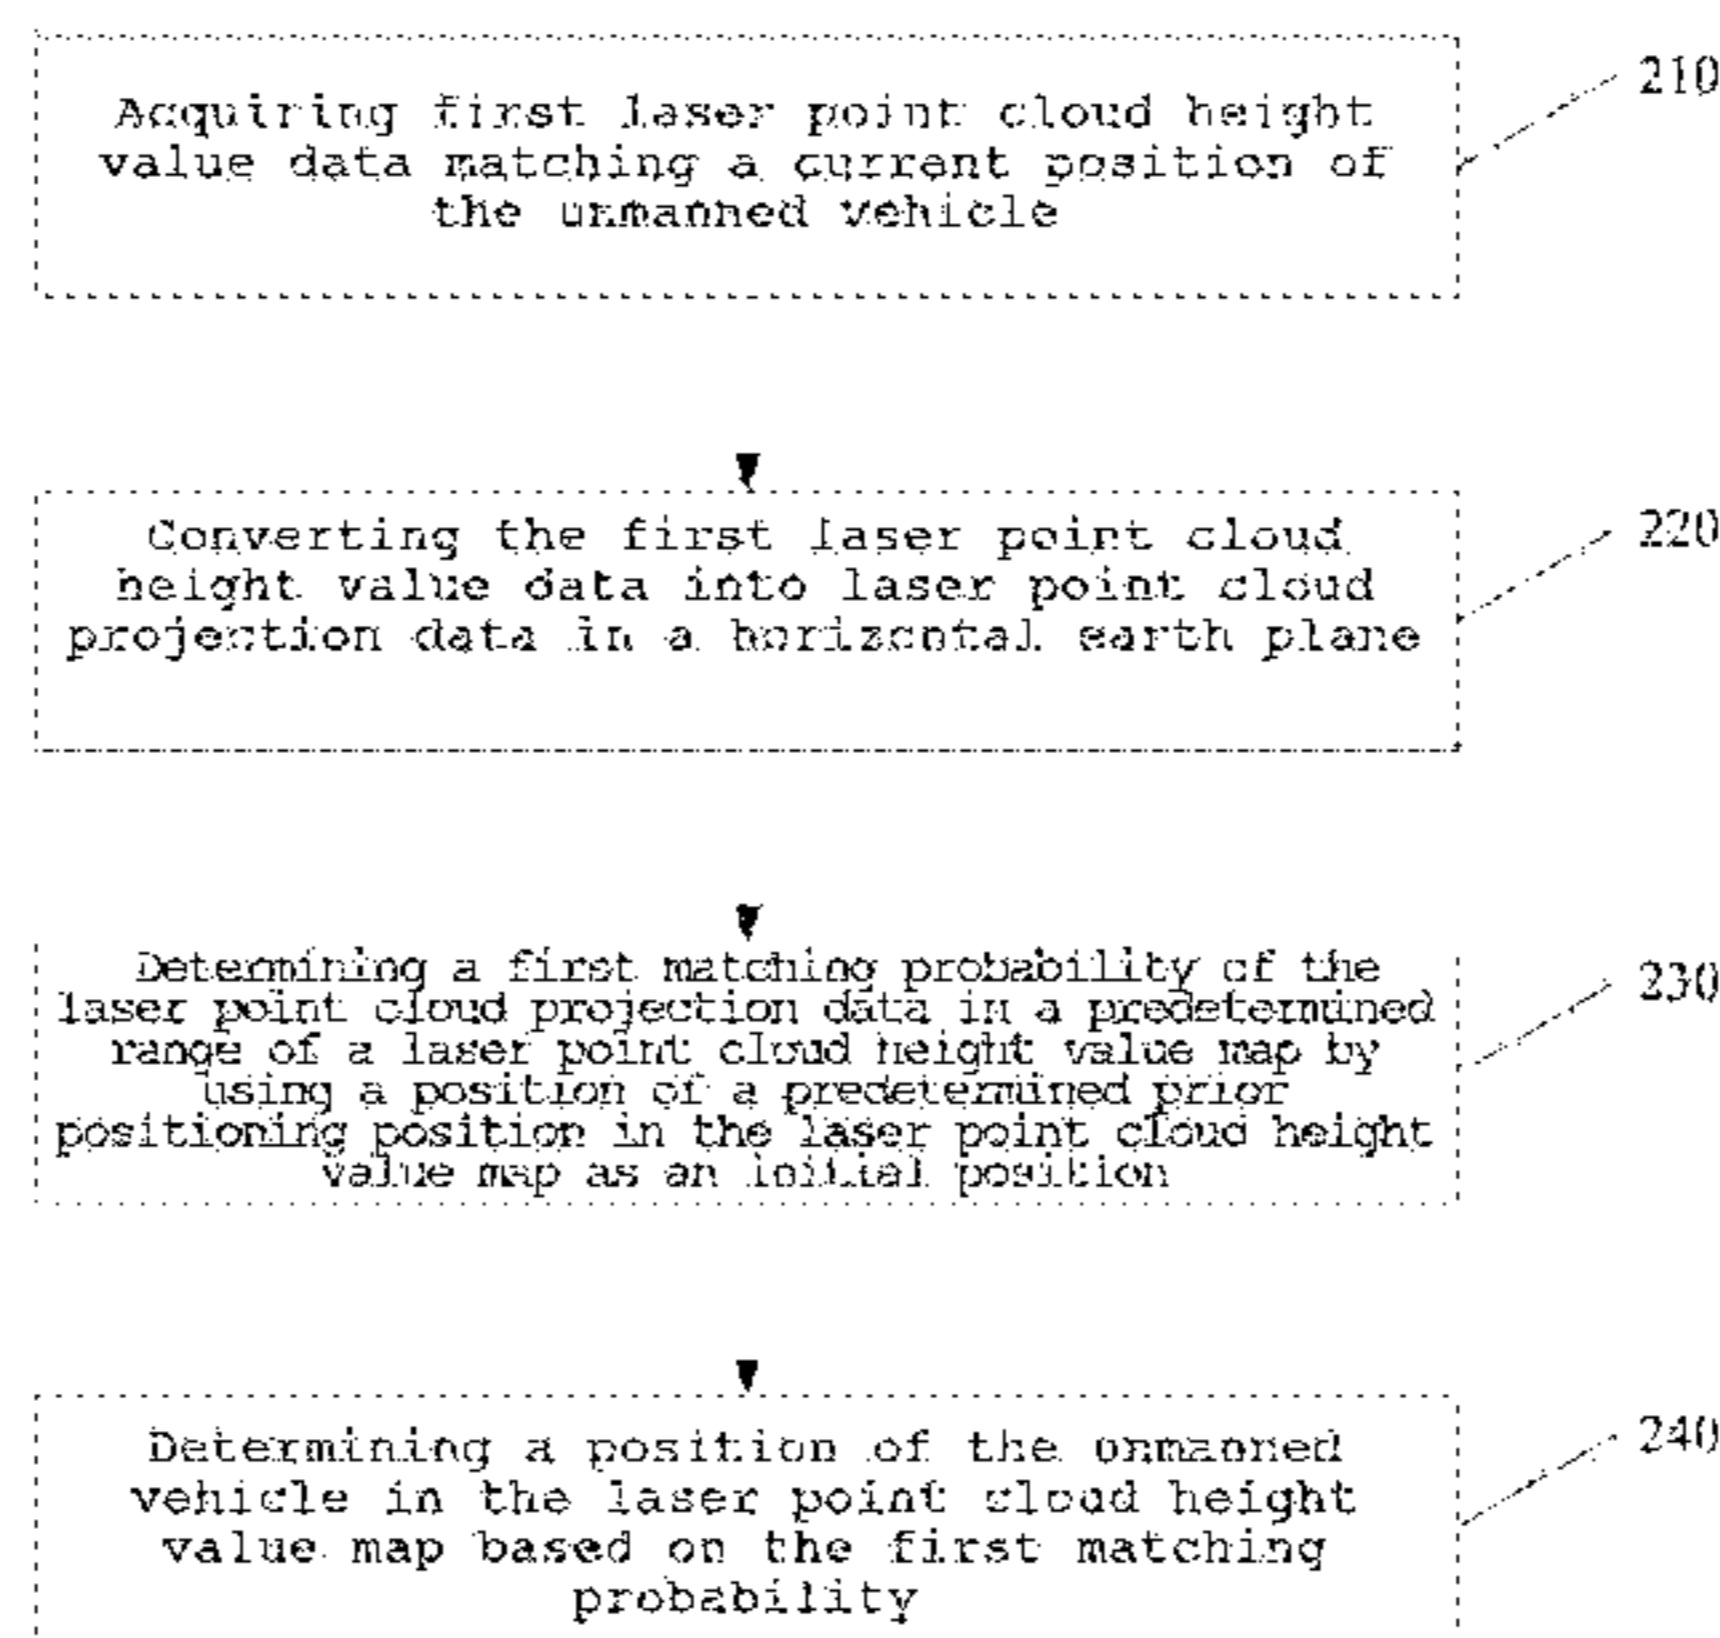 210
Acquiring first laser point cloud height
value data matching a current position of
the unmanned vehicle
220
Converting the first laser point cloud
height value data into laser point cloud
projection data in a horizontal earth plane
230
Determining a first matching probability of the
laser point cloud projection data in a predetermined
range of a laser point cloud height value map by
using a position of a predetermined prior
positioning position in the laser point cloud height
value map as an initial position
240
Determining a position of the unmanned
vehicle in the laser point cloud height
value map based on the first matching
probability